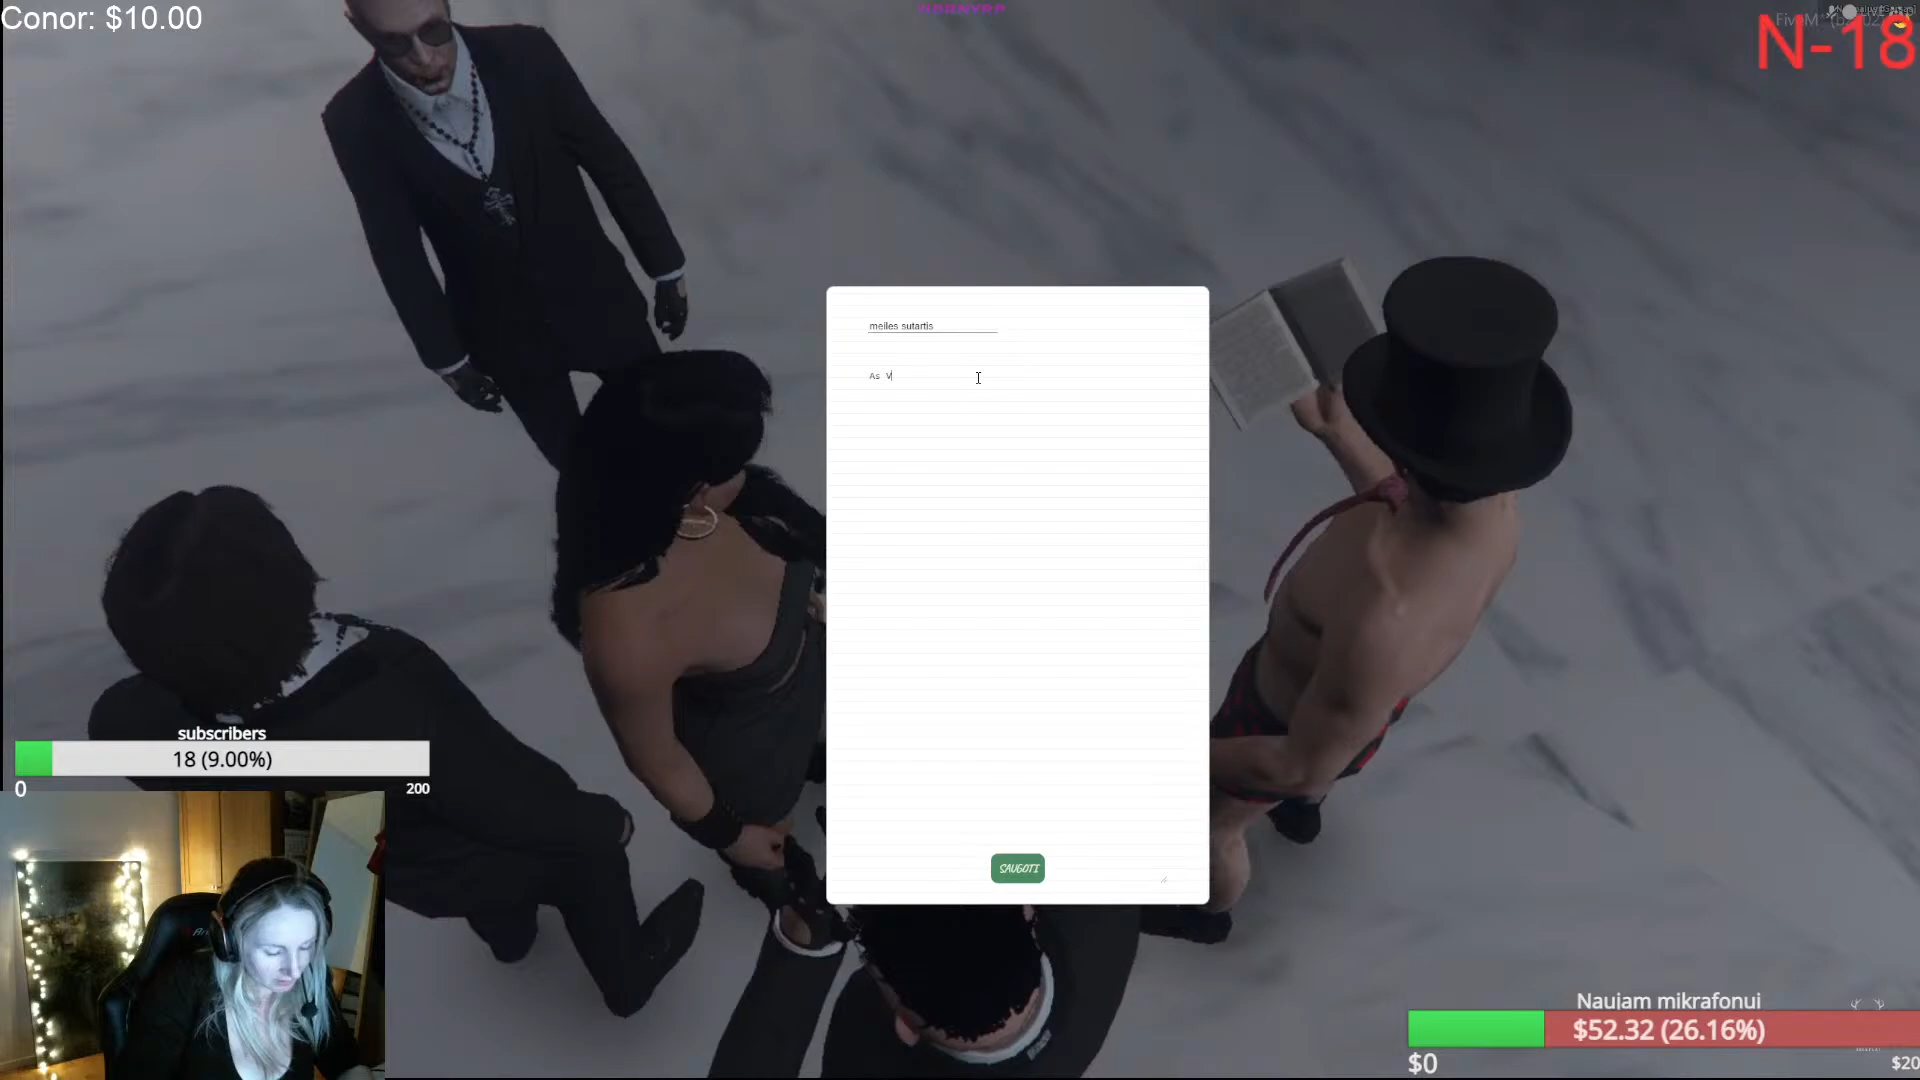 Conor: $10.00
N-18
meiles sutartis
As V
SAUGOTI
subscribers
18 (9.00%)
0
200
Naujam mikrafonui
$52.32 (26.16%)
$0
$20